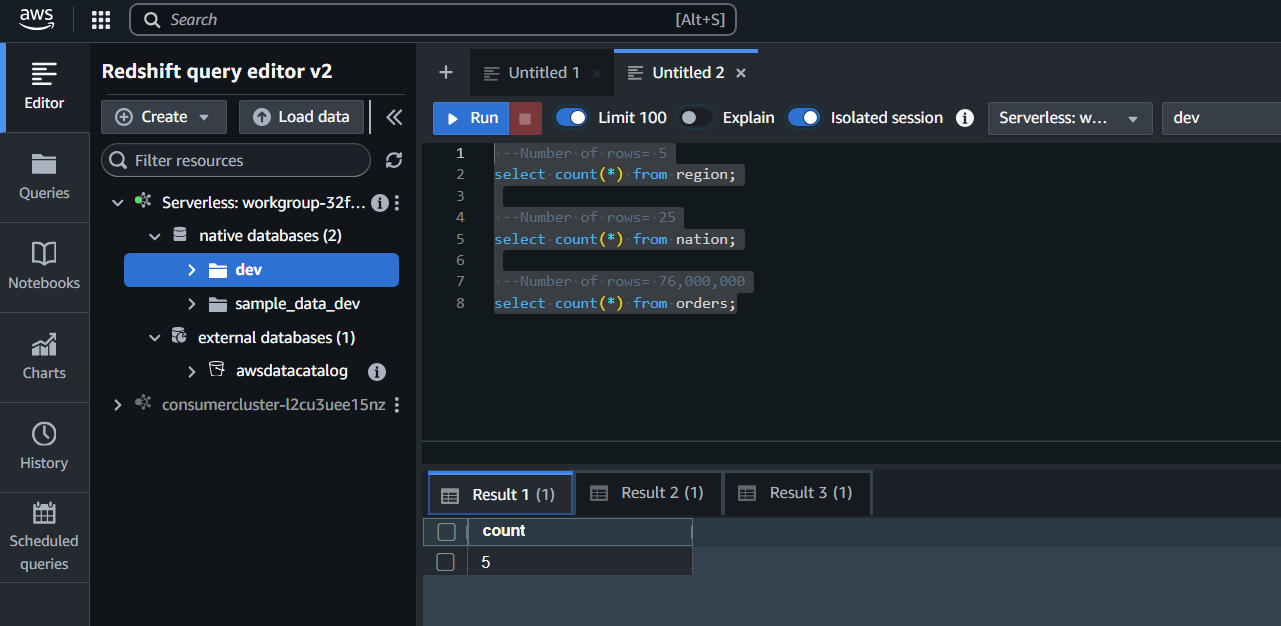 aws
Search [Alt+S]
Editor
Queries
Notebooks
Charts
History
Scheduled
queries
Redshift query editor v2
Create
Load data
Filter resources
Serverless: workgroup-32f...
native databases (2)
dev
sample_data_dev
external databases (1)
awsdatacatalog
consumercluster-l2cu3uee15nz
Untitled 1
Untitled 2
Run Limit 100 Explain Isolated session Serverless: w... dev
1 --Number of rows= 5
2 select count(*) from region;
3
4 --Number of rows= 25
5 select count(*) from nation;
6
7 --Number of rows= 76,000,000
8 select count(*) from orders;
Result 1 (1) Result 2 (1) Result 3 (1)
count
5